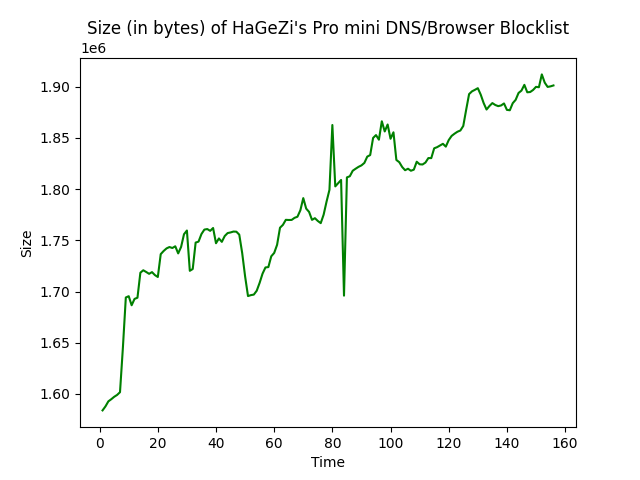 Size (in bytes) of HaGeZi's Pro mini DNS/Browser Blocklist
1e6
1.90
1.85
1.80
1.75
1.70
1.65
1.60
Size
0 20 40 60 80 100 120 140 160
Time